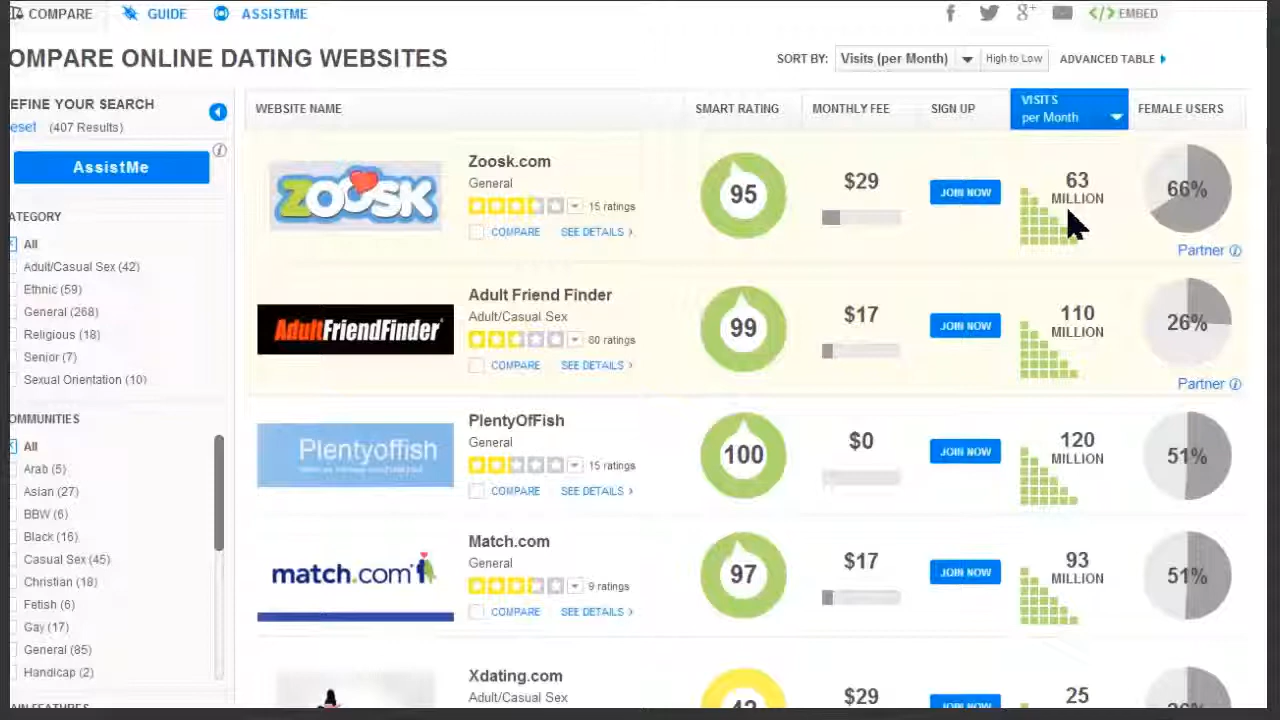 COMPARE GUIDE ASSISTME f g+ </> EMBED
OMPARE ONLINE DATING WEBSITES
SORT BY: Visits (per Month) High to Low ADVANCED TABLE
EFINE YOUR SEARCH
eset (407 Results)
AssistMe
ATEGORY
All
Adult/Casual Sex (42)
Ethnic (59)
General (268)
Religious (18)
Senior (7)
Sexual Orientation (10)
OMMUNITIES
All
Arab (5)
Asian (27)
BBW (6)
Black (16)
Casual Sex (45)
Christian (18)
Fetish (6)
Gay (17)
General (85)
Handicap (2)
WEBSITE NAME SMART RATING MONTHLY FEE SIGN UP VISITS per Month FEMALE USERS
ZOOSK
Zoosk.com
General
15 ratings
COMPARE SEE DETAILS
95
$29
JOIN NOW
63
MILLION
66%
Partner
AdultFriendFinder
Adult Friend Finder
Adult/Casual Sex
80 ratings
COMPARE SEE DETAILS
99
$17
JOIN NOW
110
MILLION
26%
Partner
Plentyoffish
PlentyOfFish
General
15 ratings
COMPARE SEE DETAILS
100
$0
JOIN NOW
120
MILLION
51%
match.com
Match.com
General
9 ratings
COMPARE SEE DETAILS
97
$17
JOIN NOW
93
MILLION
51%
Xdating.com
Adult/Casual Sex
$29
JOIN NOW
25